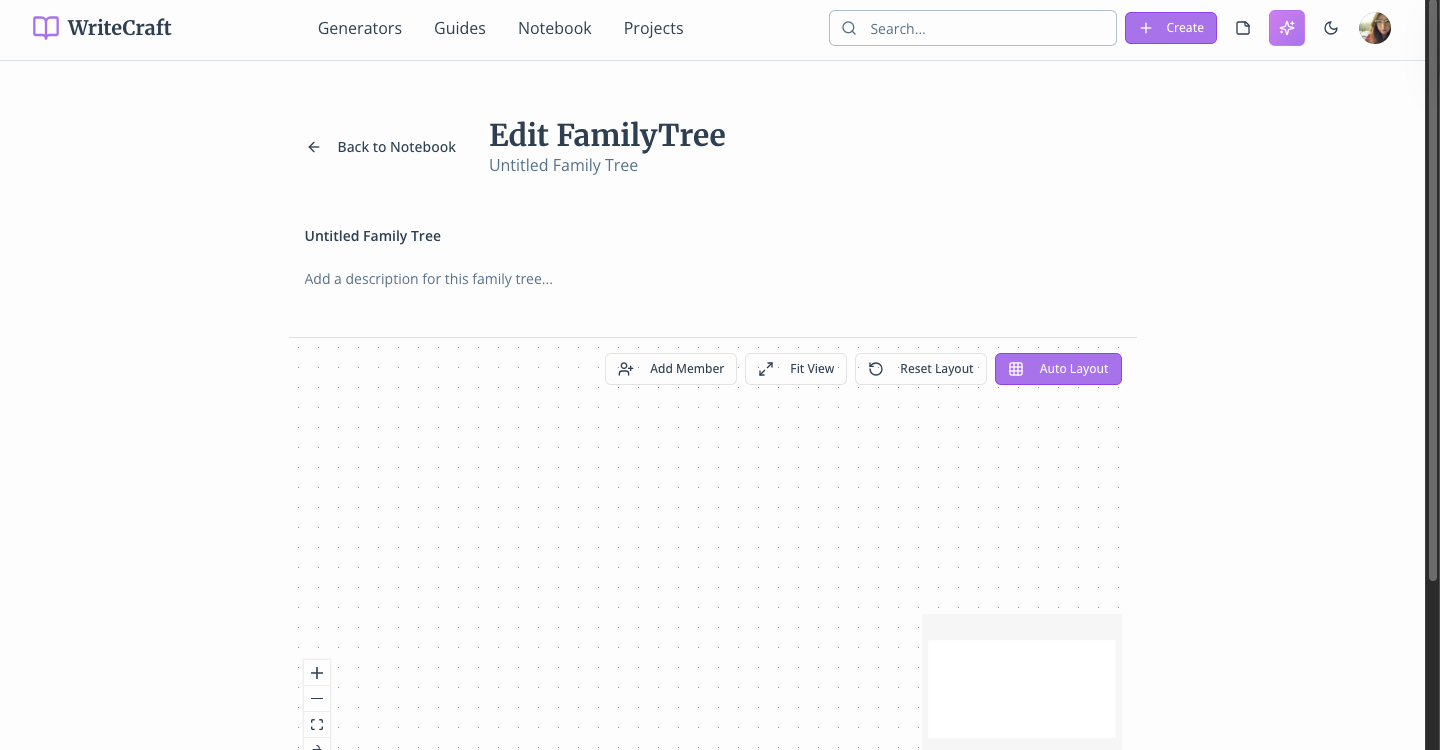 WriteCraft
Generators Guides Notebook Projects
Search...
Create
Back to Notebook
Edit FamilyTree
Untitled Family Tree
Untitled Family Tree
Add a description for this family tree...
Add Member
Fit View
Reset Layout
Auto Layout